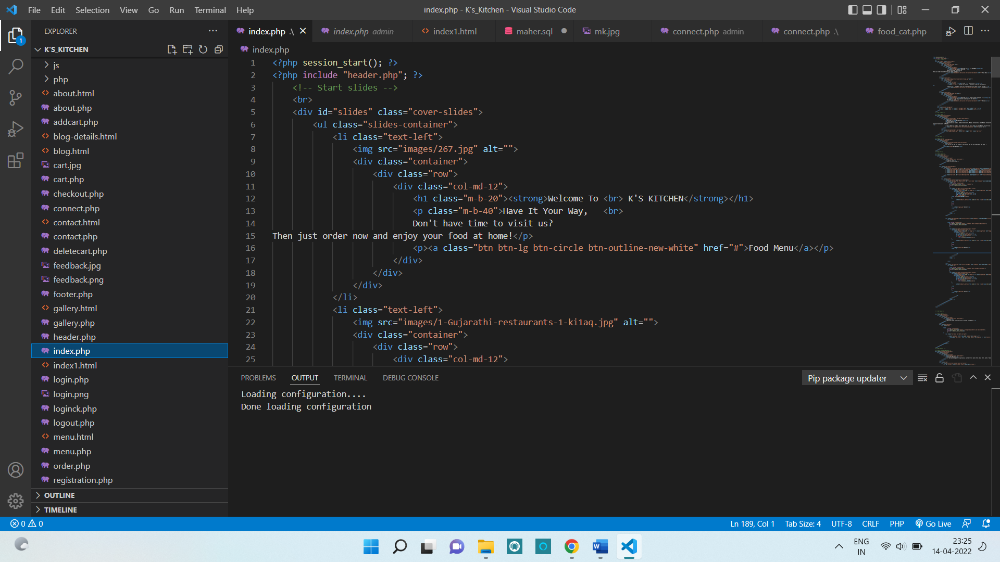 File Edit Selection View Go Run Terminal Help
index.php - K's_Kitchen - Visual Studio Code
EXPLORER
1
K'S_KITCHEN
js
php
about.html
about.php
addcart.php
blog-details.html
blog.html
cart.jpg
cart.php
checkout.php
connect.php
contact.html
contact.php
deletecart.php
feedback.jpg
feedback.png
footer.php
gallery.html
gallery.php
header.php
index.php
index1.html
login.php
login.png
loginck.php
logout.php
menu.html
menu.php
order.php
registration.php
OUTLINE
TIMELINE
index.php .\ index.php admin index1.html maher.sql mk.jpg connect.php admin connect.php .\ food_cat.php
index.php
1 <?php session_start(); ?>
2 <?php include "header.php"; ?>
3 <!-- Start slides -->
4 <br>
5 <div id="slides" class="cover-slides">
6 <ul class="slides-container">
7 <li class="text-left">
8 <img src="images/267.jpg" alt="">
9 <div class="container">
10 <div class="row">
11 <div class="col-md-12">
12 <h1 class="m-b-20"><strong>Welcome To <br> K'S KITCHEN</strong></h1>
13 <p class="m-b-40">Have It Your Way,   <br>
14 Don't have time to visit us?
15 Then just order now and enjoy your food at home!</p>
16 <p><a class="btn btn-lg btn-circle btn-outline-new-white" href="#">Food Menu</a></p>
17 </div>
18 </div>
19 </div>
20 </li>
21 <li class="text-left">
22 <img src="images/1-Gujarathi-restaurants-1-ki1aq.jpg" alt="">
23 <div class="container">
24 <div class="row">
25 <div class="col-md-12">
PROBLEMS OUTPUT TERMINAL DEBUG CONSOLE
Pip package updater
Loading configuration....
Done loading configuration
0 0
Ln 189, Col 1 Tab Size: 4 UTF-8 CRLF PHP Go Live
ENG
IN
23:25
14-04-2022